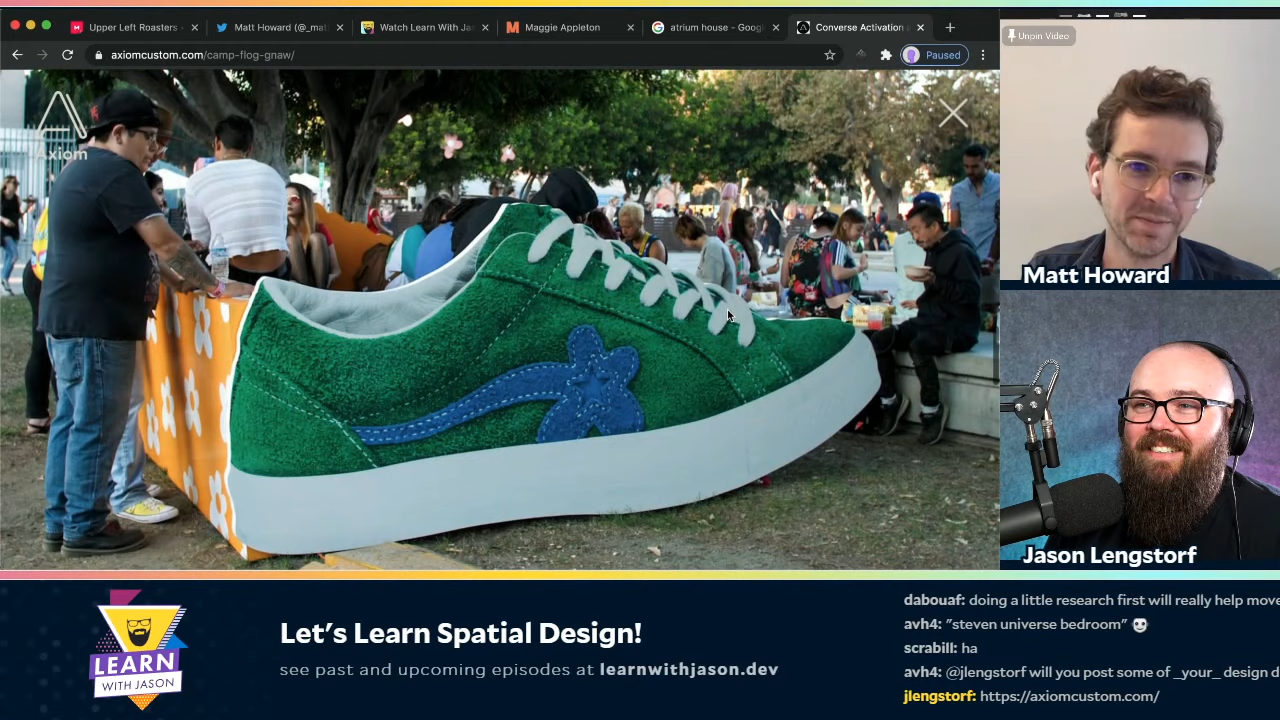 Upper Left Roasters -
Matt Howard (@_mat
Watch Learn With Jas
Maggie Appleton
atrium house - Goog
Converse Activation
axiomcustom.com/camp-flog-gnaw/
Paused
Unpin Video
Axiom
Matt Howard
Jason Lengstorf
LEARN
WITH JASON
Let's Learn Spatial Design!
see past and upcoming episodes at learnwithjason.dev
dabouaf: doing a little research first will really help move
avh4: "steven universe bedroom"
scrabill: ha
avh4: @jlengstorf will you post some of _your_ design d
jlengstorf: https://axiomcustom.com/